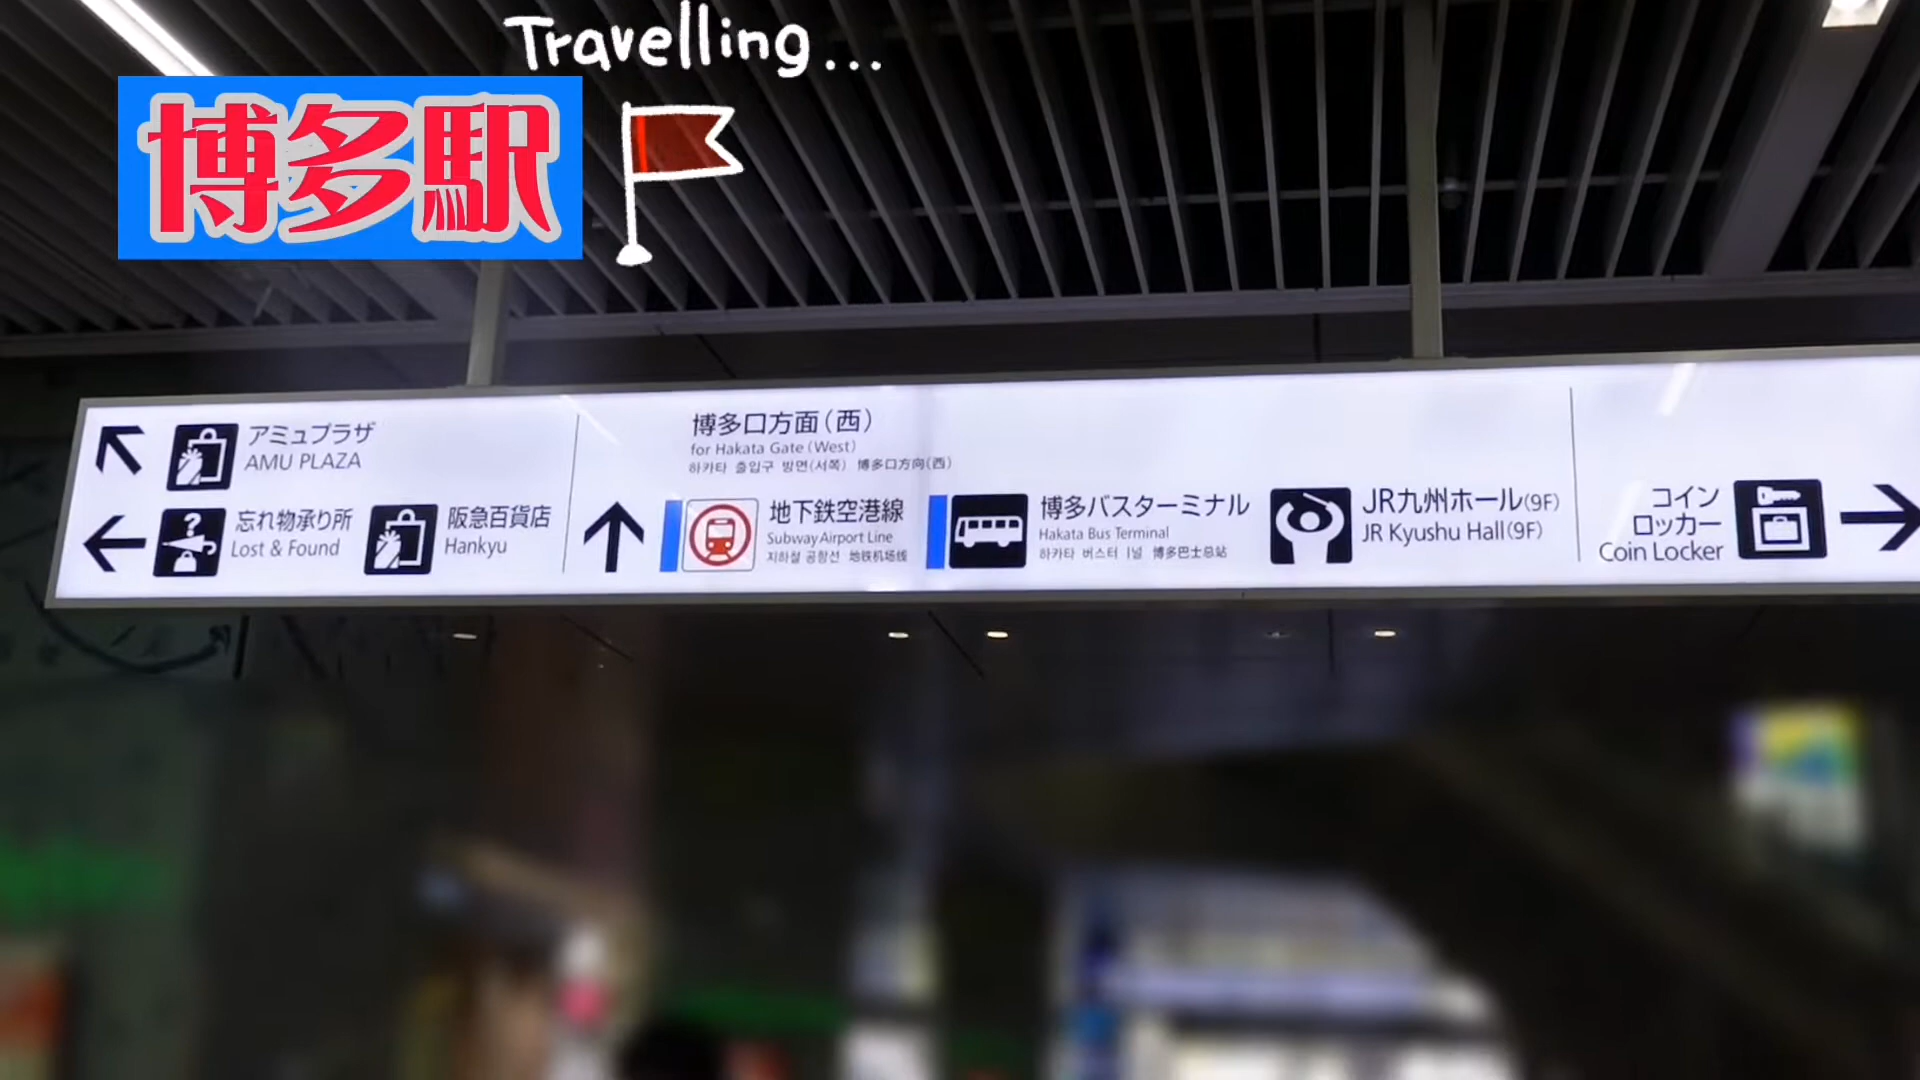 Travelling...
博多駅
アミュプラザ
AMU PLAZA
忘れ物承り所
Lost & Found
阪急百貨店
Hankyu
博多口方面(西)
for Hakata Gate (West)
하카타 출입구 방면(서쪽) 博多口方向(西)
地下鉄空港線
Subway Airport Line
지하철 공항선 地铁机场线
博多バスターミナル
Hakata Bus Terminal
하카타 버스터미널 博多巴士总站
JR九州ホール(9F)
JR Kyushu Hall(9F)
コイン
ロッカー
Coin Locker